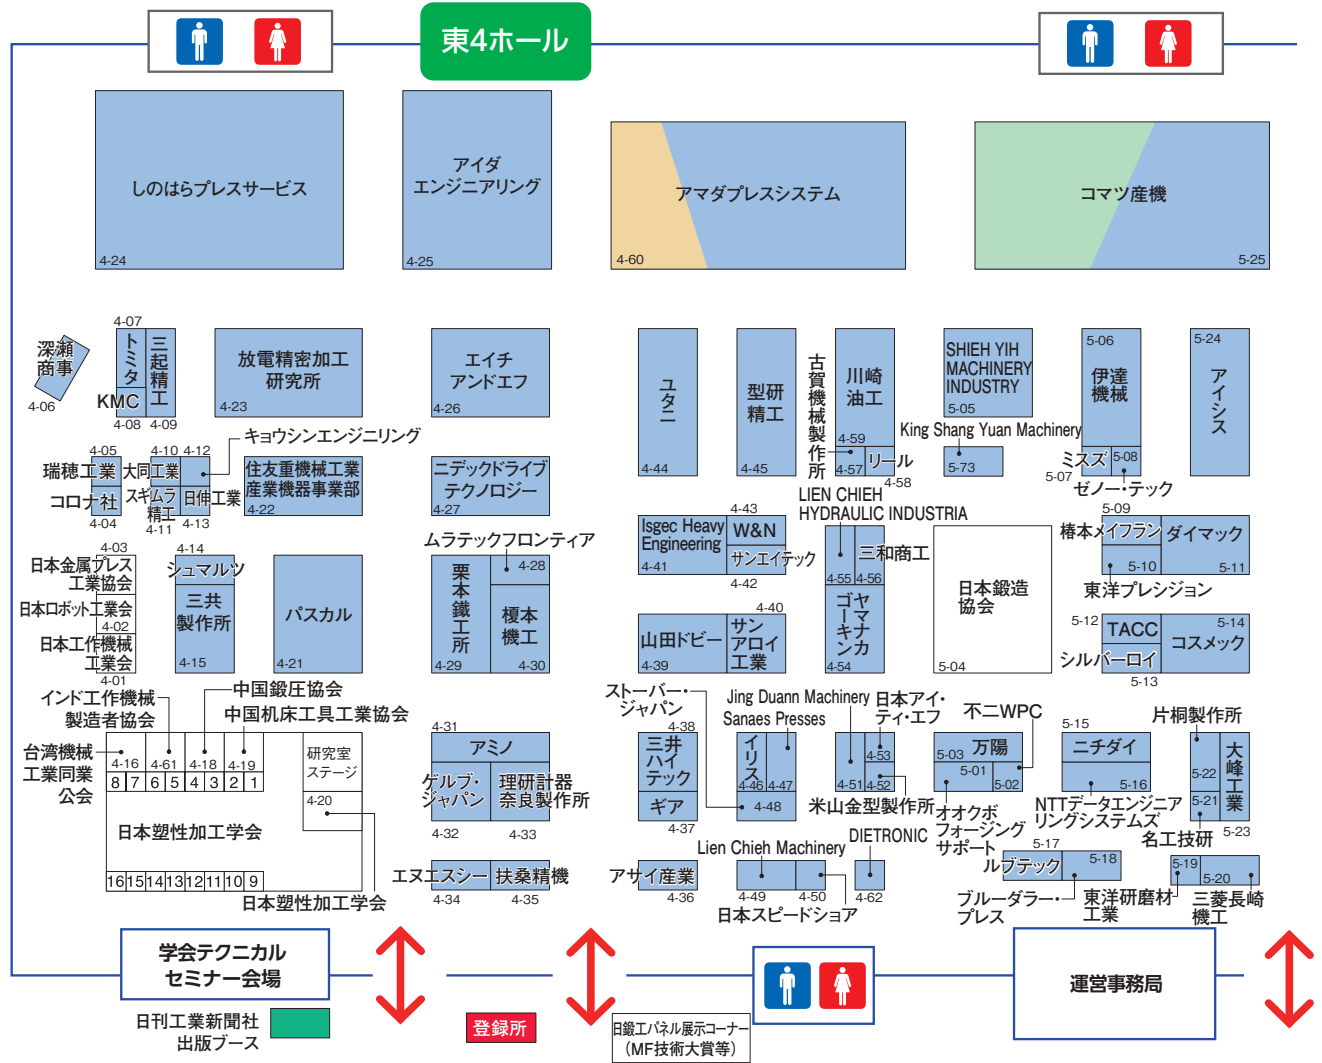 東4ホール
しのはらプレスサービス
4-24
アイダ
エンジニアリング
4-25
アマダプレスシステム
4-60
コマツ産機
5-25
深瀬
商事
4-06
4-07
トミタ
KMC
4-08
三起精工
4-09
放電精密加工
研究所
4-23
エイチ
アンドエフ
4-26
ユタニ
4-44
型研
精工
4-45
古賀機械製作所
4-57
川崎
油工
4-59
リール
4-58
SHIEH YIH
MACHINERY
INDUSTRY
5-05
King Shang Yuan Machinery
5-73
5-06
伊達
機械
ミスズ
5-07
5-08
ゼノー・テック
5-24
アイシス
4-05
瑞穂工業
コロナ社
4-04
4-10
大同工業
4-12
キョウシンエンジニリング
スギムラ
精工
4-11
日伸工業
4-13
住友重機械工業
産業機器事業部
4-22
ニデックドライブ
テクノロジー
4-27
4-43
Isgec Heavy
Engineering
4-41
W&N
サンエイテック
4-42
LIEN CHIEH
HYDRAULIC INDUSTRIA
4-55
三和商工
4-56
ヤマナカ
ゴーキン
4-54
日本鍛造
協会
5-04
5-09
椿本メイフラン
ダイマック
5-10
5-11
東洋プレシジョン
4-03
日本金属プレス
工業協会
日本ロボット工業会
4-02
日本工作機械
工業会
4-01
4-14
シュマルツ
三共
製作所
4-15
パスカル
4-21
ムラテックフロンティア
4-28
栗本鐵工所
4-29
榎本
機工
4-30
4-40
山田ドビー
4-39
サン
アロイ
工業
5-12
TACC
5-14
コスメック
シルバーロイ
5-13
インド工作機械
製造者協会
中国鍛圧協会
中国机床工具工業協会
台湾機械
工業同業
公会
4-16
4-61
4-18
4-19
研究室
ステージ
4-20
8 7 6 5 4 3 2 1
日本塑性加工学会
16 15 14 13 12 11 10 9
日本塑性加工学会
4-31
アミノ
ゲルブ・
ジャパン
4-32
理研計器
奈良製作所
4-33
エヌエスシー
4-34
扶桑精機
4-35
ストーバー・
ジャパン
4-38
三井
ハイ
テック
ギア
4-37
アサイ産業
4-36
Jing Duann Machinery
Sanaes Presses
イリス
4-46
4-47
4-48
日本アイ・
ティ・エフ
4-53
4-51
4-52
米山金型製作所
Lien Chieh Machinery
4-49
4-50
日本スピードショア
DIETRONIC
4-62
不二WPC
万陽
5-03
5-01
5-02
オオクボ
フォージング
サポート
5-15
ニチダイ
5-16
NTTデータエンジニア
リングシステムズ
片桐製作所
5-22
大峰工業
5-21
5-23
名工技研
5-17
ルブテック
5-18
ブルーダラー・
プレス
5-19
東洋研磨材
工業
5-20
三菱長崎
機工
学会テクニカル
セミナー会場
運営事務局
日刊工業新聞社
出版ブース
登録所
日鍛工パネル展示コーナー
(MF技術大賞等)